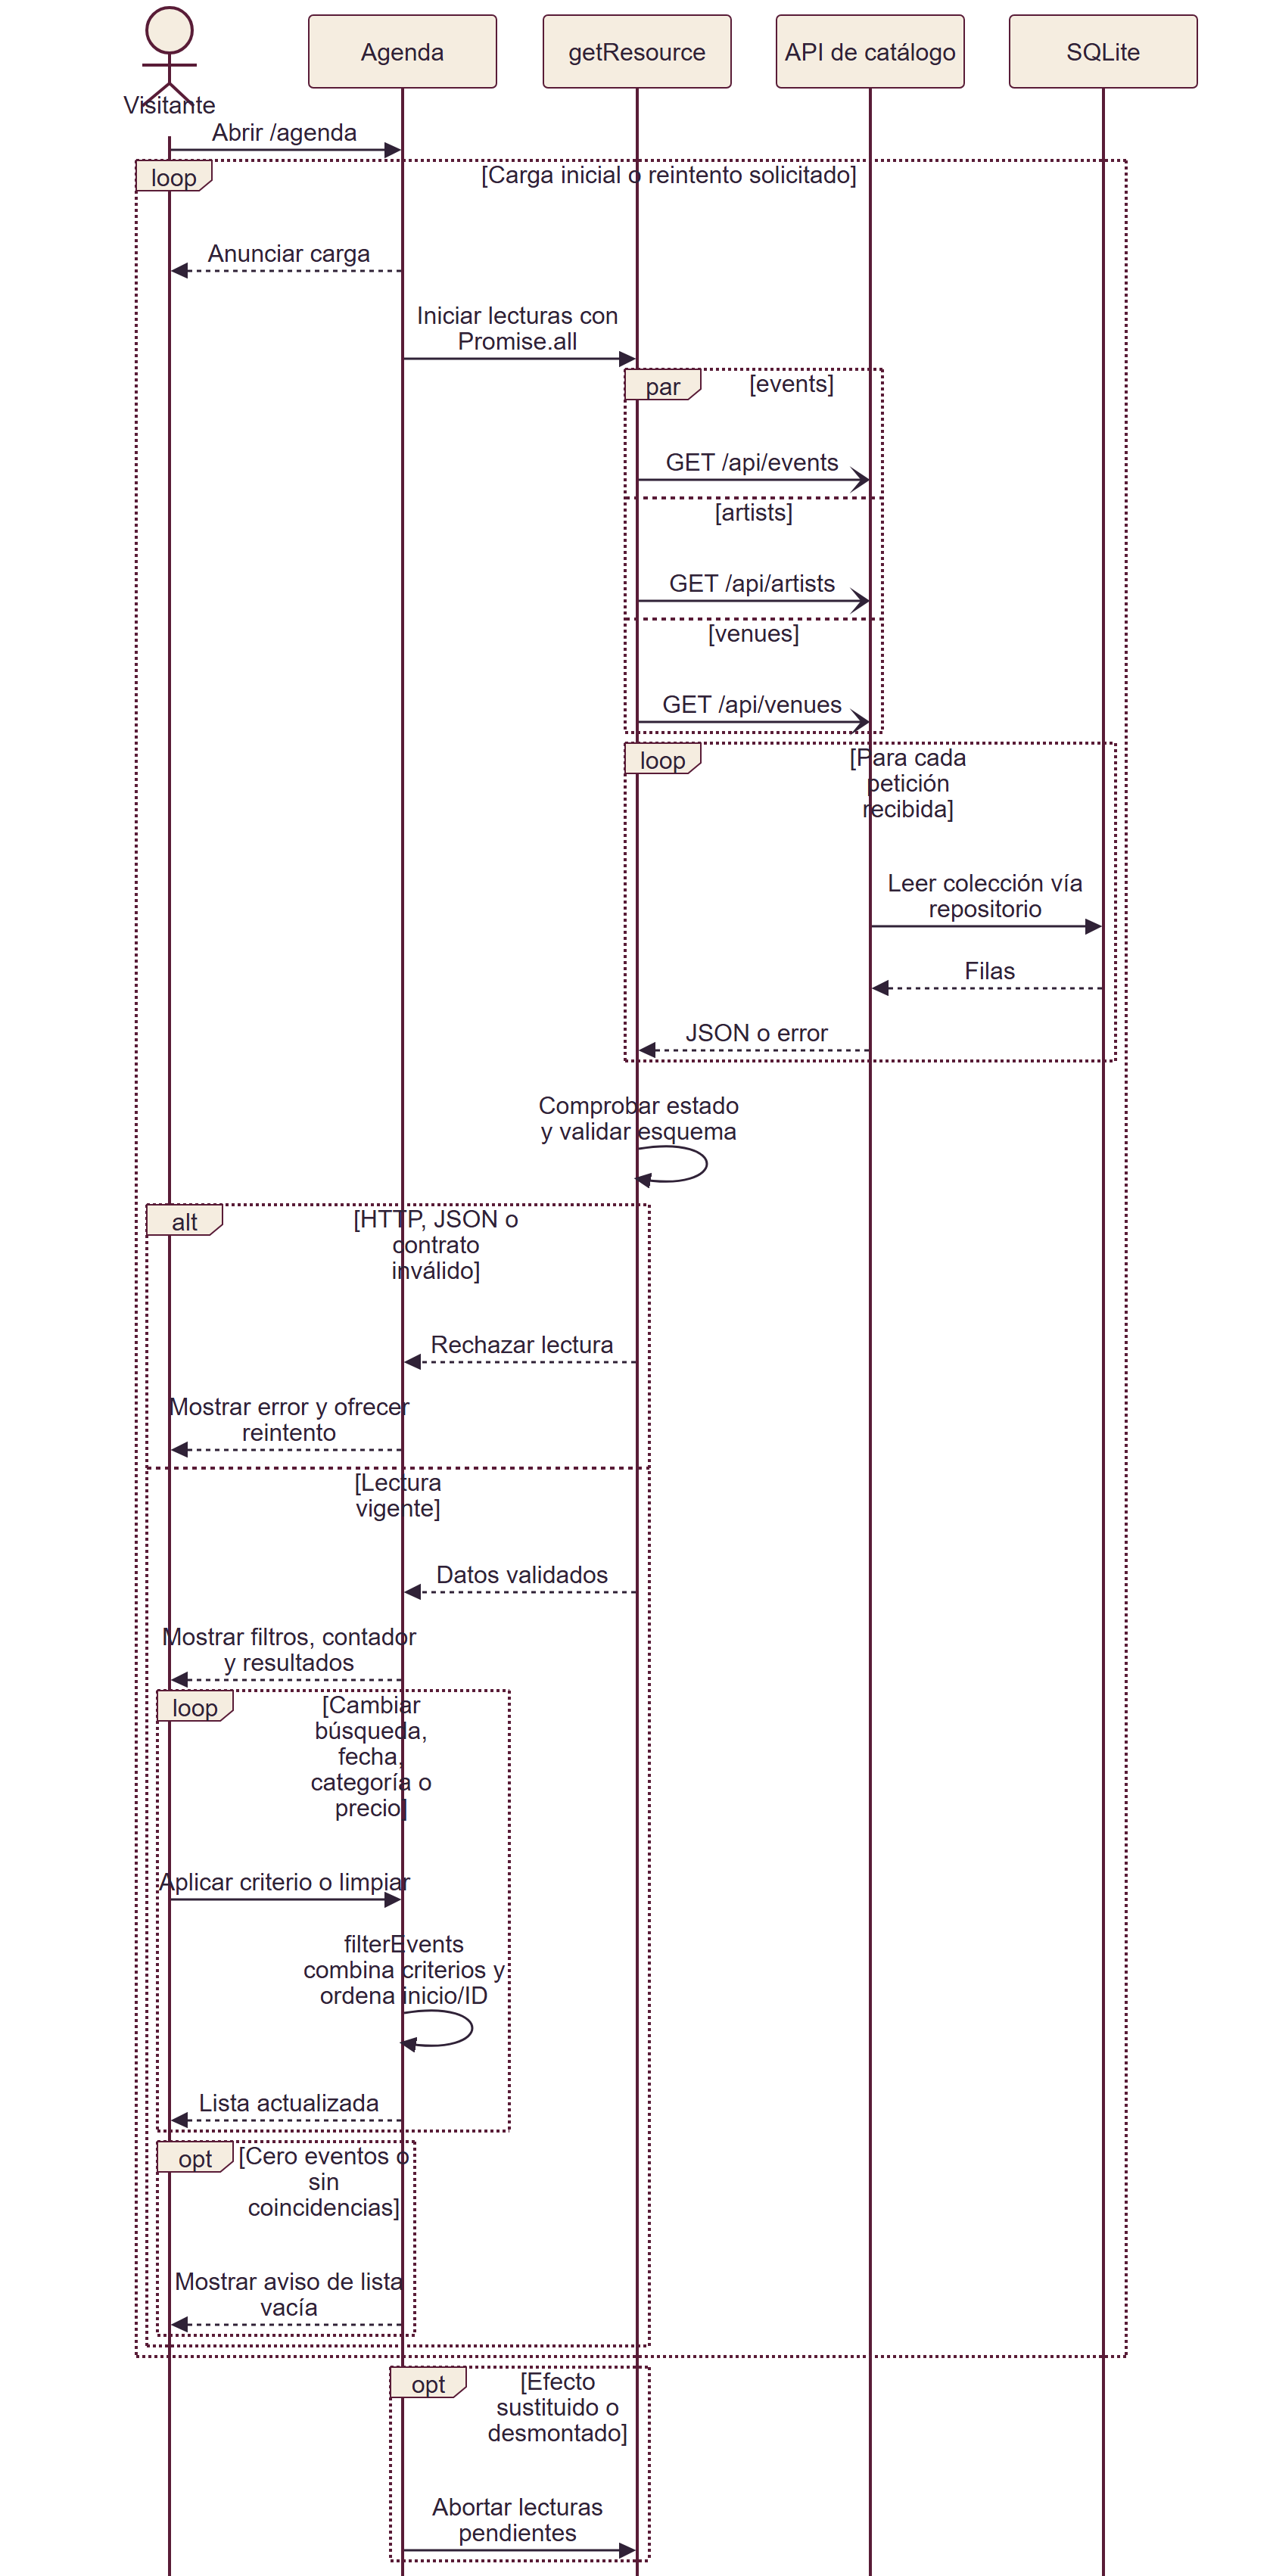 Visitante
Agenda
getResource
API de catálogo
SQLite
Abrir /agenda
loop
[Carga inicial o reintento solicitado]
Anunciar carga
Iniciar lecturas con
Promise.all
par
[events]
GET /api/events
[artists]
GET /api/artists
[venues]
GET /api/venues
loop
[Para cada
petición
recibida]
Leer colección vía
repositorio
Filas
JSON o error
Comprobar estado
y validar esquema
alt
[HTTP, JSON o
contrato
inválido]
Rechazar lectura
Mostrar error y ofrecer
reintento
[Lectura
vigente]
Datos validados
Mostrar filtros, contador
y resultados
loop
[Cambiar
búsqueda,
fecha,
categoría o
precio]
Aplicar criterio o limpiar
filterEvents
combina criterios y
ordena inicio/ID
Lista actualizada
opt
[Cero eventos o
sin
coincidencias]
Mostrar aviso de lista
vacía
opt
[Efecto
sustituido o
desmontado]
Abortar lecturas
pendientes